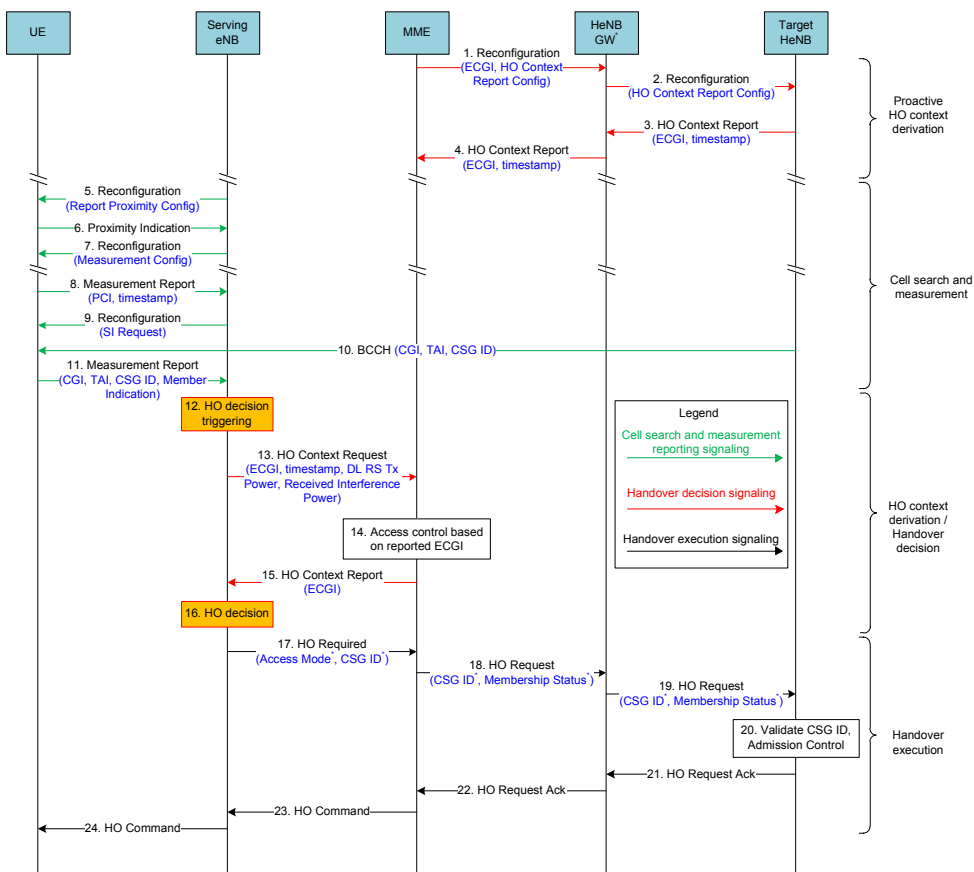 UE
Serving
eNB
MME
HeNB
GW*
Target
HeNB
1. Reconfiguration
(ECGI, HO Context
Report Config)
2. Reconfiguration
(HO Context Report Config)
3. HO Context Report
(ECGI, timestamp)
4. HO Context Report
(ECGI, timestamp)
Proactive
HO context
derivation
5. Reconfiguration
(Report Proximity Config)
6. Proximity Indication
7. Reconfiguration
(Measurement Config)
8. Measurement Report
(PCI, timestamp)
9. Reconfiguration
(SI Request)
10. BCCH (CGI, TAI, CSG ID)
11. Measurement Report
(CGI, TAI, CSG ID, Member
Indication)
Cell search and
measurement
12. HO decision
triggering
13. HO Context Request
(ECGI, timestamp, DL RS Tx
Power, Received Interference
Power)
14. Access control based
on reported ECGI
15. HO Context Report
(ECGI)
16. HO decision
Legend
Cell search and measurement
reporting signaling
Handover decision signaling
Handover execution signaling
HO context
derivation /
Handover
decision
17. HO Required
(Access Mode*, CSG ID*)
18. HO Request
(CSG ID*, Membership Status*)
19. HO Request
(CSG ID*, Membership Status*)
20. Validate CSG ID,
Admission Control
21. HO Request Ack
22. HO Request Ack
23. HO Command
24. HO Command
Handover
execution